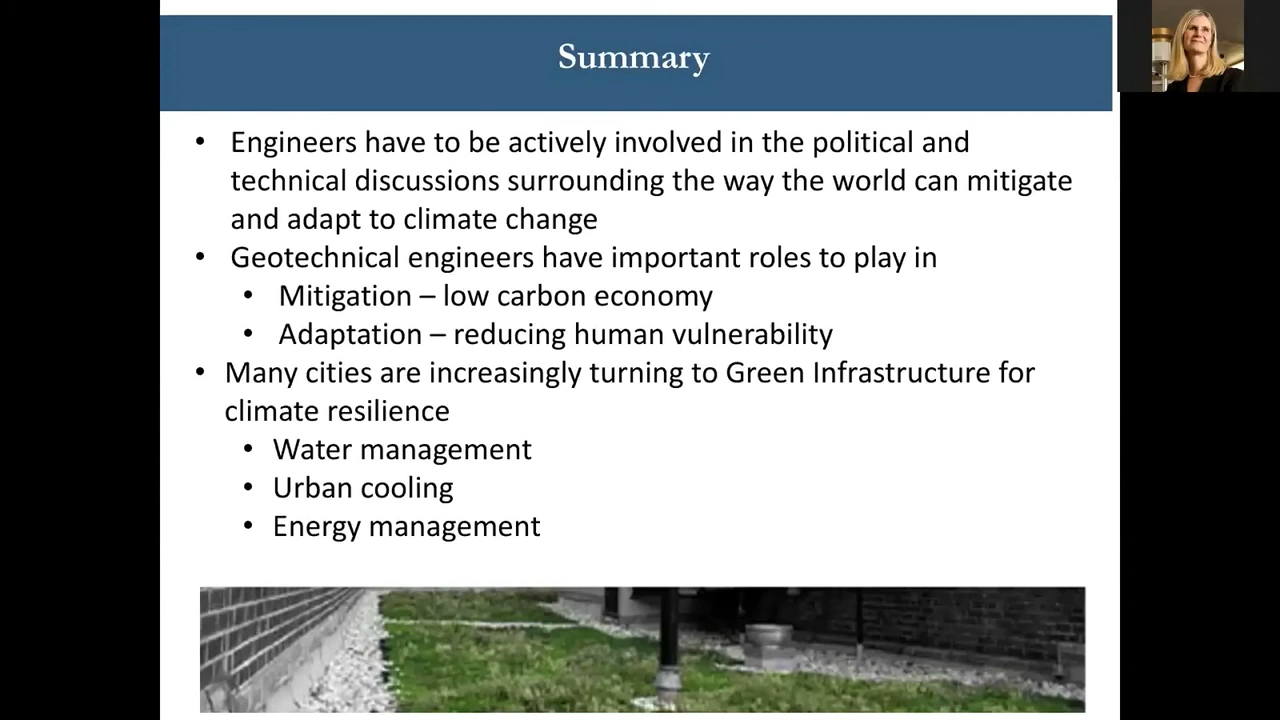 Summary
• Engineers have to be actively involved in the political and
technical discussions surrounding the way the world can mitigate
and adapt to climate change
• Geotechnical engineers have important roles to play in
• Mitigation – low carbon economy
• Adaptation – reducing human vulnerability
• Many cities are increasingly turning to Green Infrastructure for
climate resilience
• Water management
• Urban cooling
• Energy management